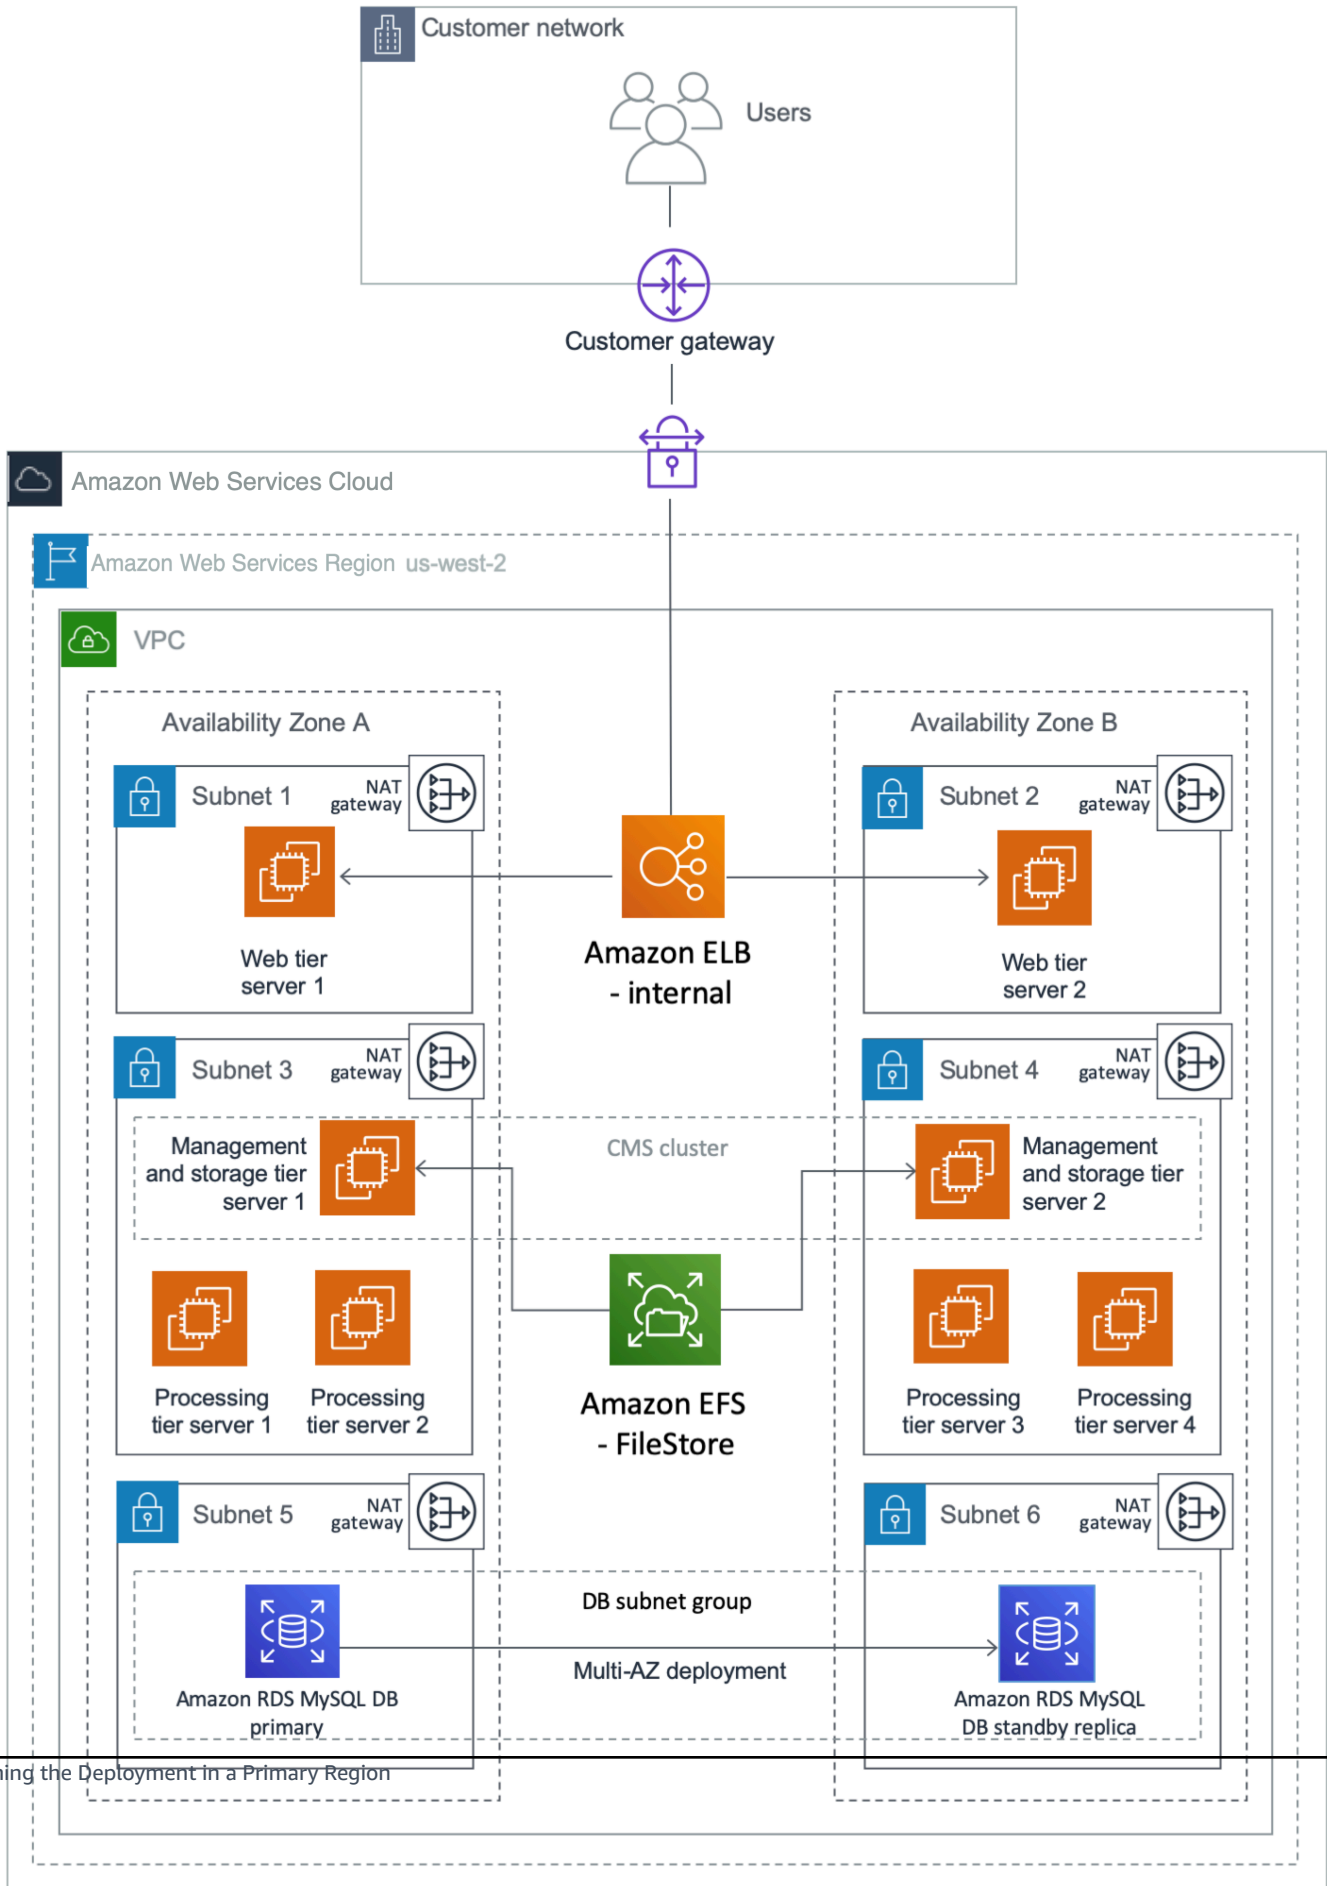 Customer network
Users
Customer gateway
Amazon Web Services Cloud
Amazon Web Services Region us-west-2
VPC
Availability Zone A
Availability Zone B
Subnet 1
NAT
gateway
Subnet 2
NAT
gateway
Web tier
server 1
Amazon ELB
- internal
Web tier
server 2
Subnet 3
NAT
gateway
Subnet 4
NAT
gateway
Management
and storage tier
server 1
CMS cluster
Management
and storage tier
server 2
Processing
tier server 1
Processing
tier server 2
Amazon EFS
- FileStore
Processing
tier server 3
Processing
tier server 4
Subnet 5
NAT
gateway
Subnet 6
NAT
gateway
DB subnet group
Multi-AZ deployment
Amazon RDS MySQL DB
primary
Amazon RDS MySQL
DB standby replica
the Deployment in a Primary Region